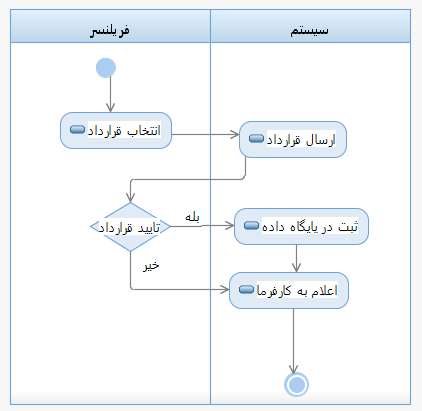 فریلنسر
سیستم
انتخاب قرارداد
ارسال قرارداد
تایید قرارداد
بله
ثبت در پایگاه داده
خیر
اعلام به کارفرما